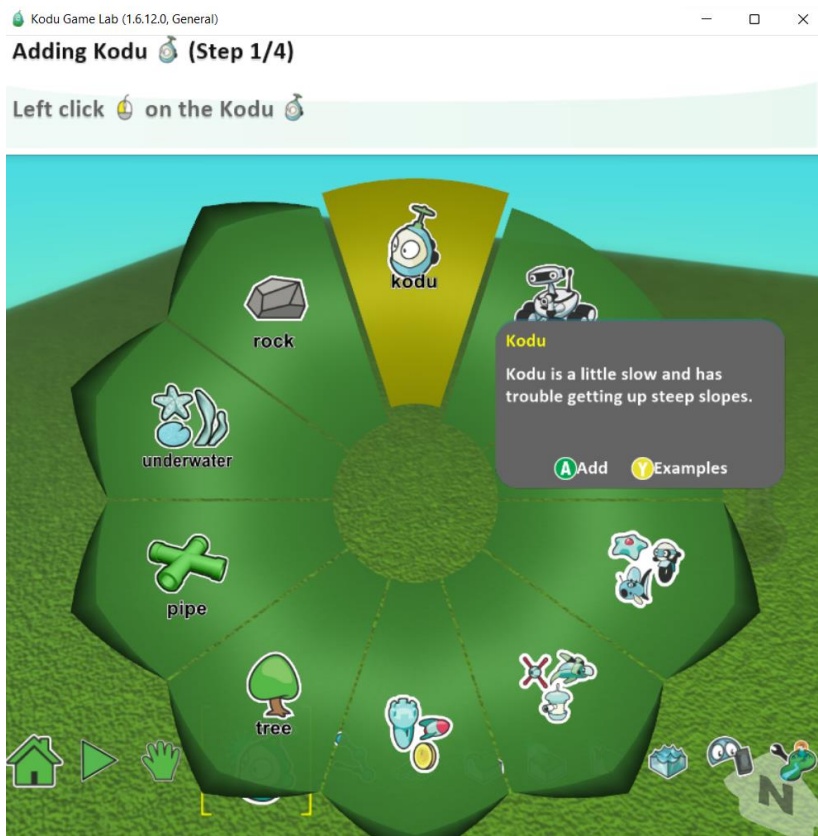 Kodu Game Lab (1.6.12.0, General)
Adding Kodu (Step 1/4)
Left click on the Kodu
kodu
rock
Kodu
Kodu is a little slow and has
trouble getting up steep slopes.
A Add Y Examples
underwater
pipe
tree
N